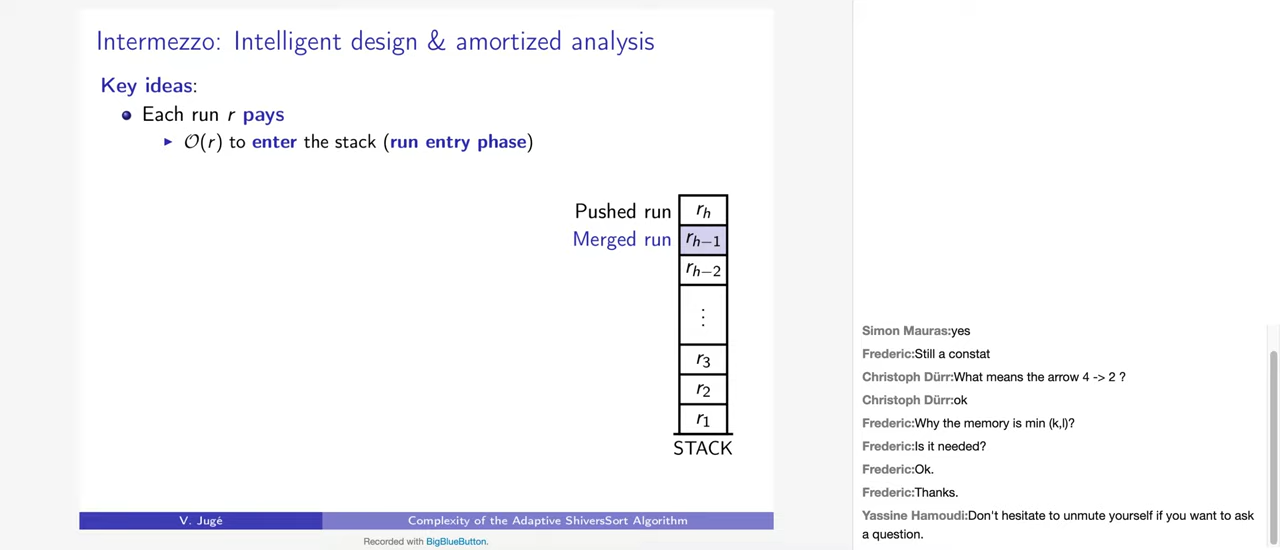 Intermezzo: Intelligent design & amortized analysis
Key ideas:
Each run r pays
O(r) to enter the stack (run entry phase)
Pushed run r_h
Merged run r_{h−1}
r_{h−2}
⋮
r_3
r_2
r_1
STACK
V. Jugé Complexity of the Adaptive ShiversSort Algorithm
Recorded with BigBlueButton.
Simon Mauras:yes
Frederic:Still a constat
Christoph Dürr:What means the arrow 4 -> 2 ?
Christoph Dürr:ok
Frederic:Why the memory is min (k,l)?
Frederic:Is it needed?
Frederic:Ok.
Frederic:Thanks.
Yassine Hamoudi:Don't hesitate to unmute yourself if you want to ask
a question.